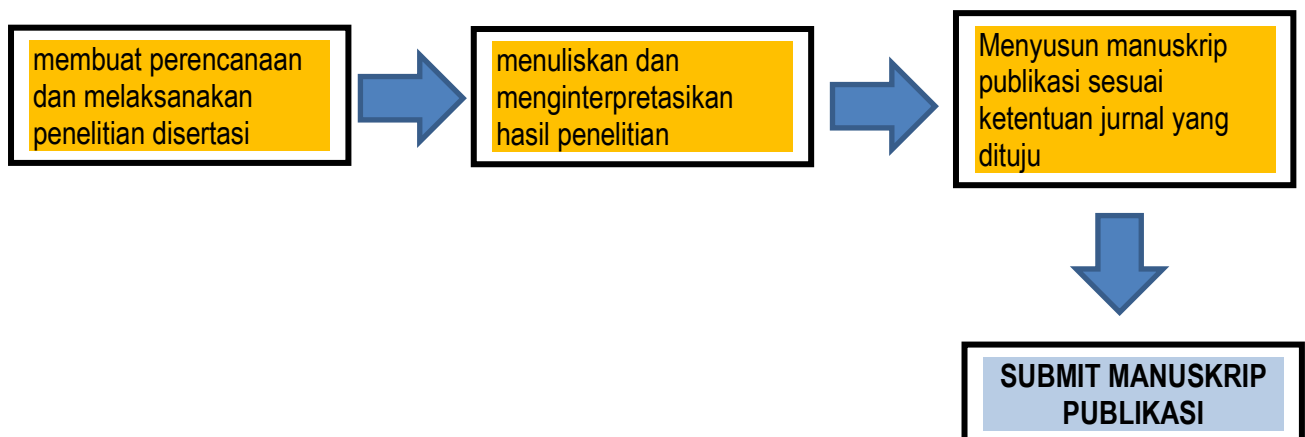 membuat perencanaan
dan melaksanakan
penelitian disertasi
menuliskan dan
menginterpretasikan
hasil penelitian
Menyusun manuskrip
publikasi sesuai
ketentuan jurnal yang
dituju
SUBMIT MANUSKRIP
PUBLIKASI